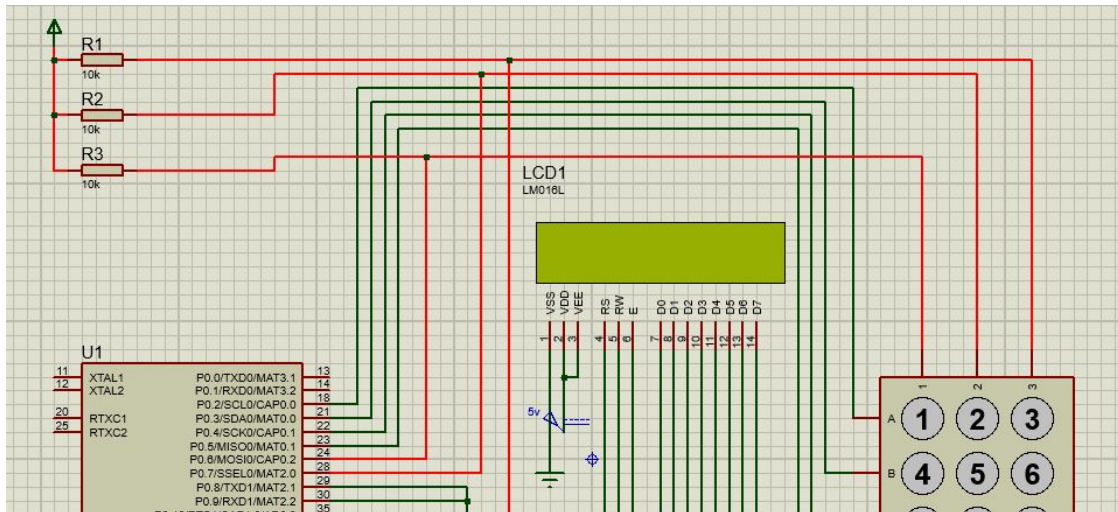 R1
10k
R2
10k
R3
10k
LCD1
LM016L
VSS
VDD
VEE
RS
RW
E
D0
D1
D2
D3
D4
D5
D6
D7
1
2
3
4
5
6
7
8
9
10
11
12
13
14
5v
U1
11 XTAL1
12 XTAL2
20 RTXC1
25 RTXC2
P0.0/TXD0/MAT3.1 13
P0.1/RXD0/MAT3.2 14
P0.2/SCL0/CAP0.0 18
P0.3/SDA0/MAT0.0 21
P0.4/SCK0/CAP0.1 22
P0.5/MISO0/MAT0.1 23
P0.6/MOSI0/CAP0.2 24
P0.7/SSEL0/MAT2.0 28
P0.8/TXD1/MAT2.1 29
P0.9/RXD1/MAT2.2 30
35
1 2 3
A 1 2 3
B 4 5 6